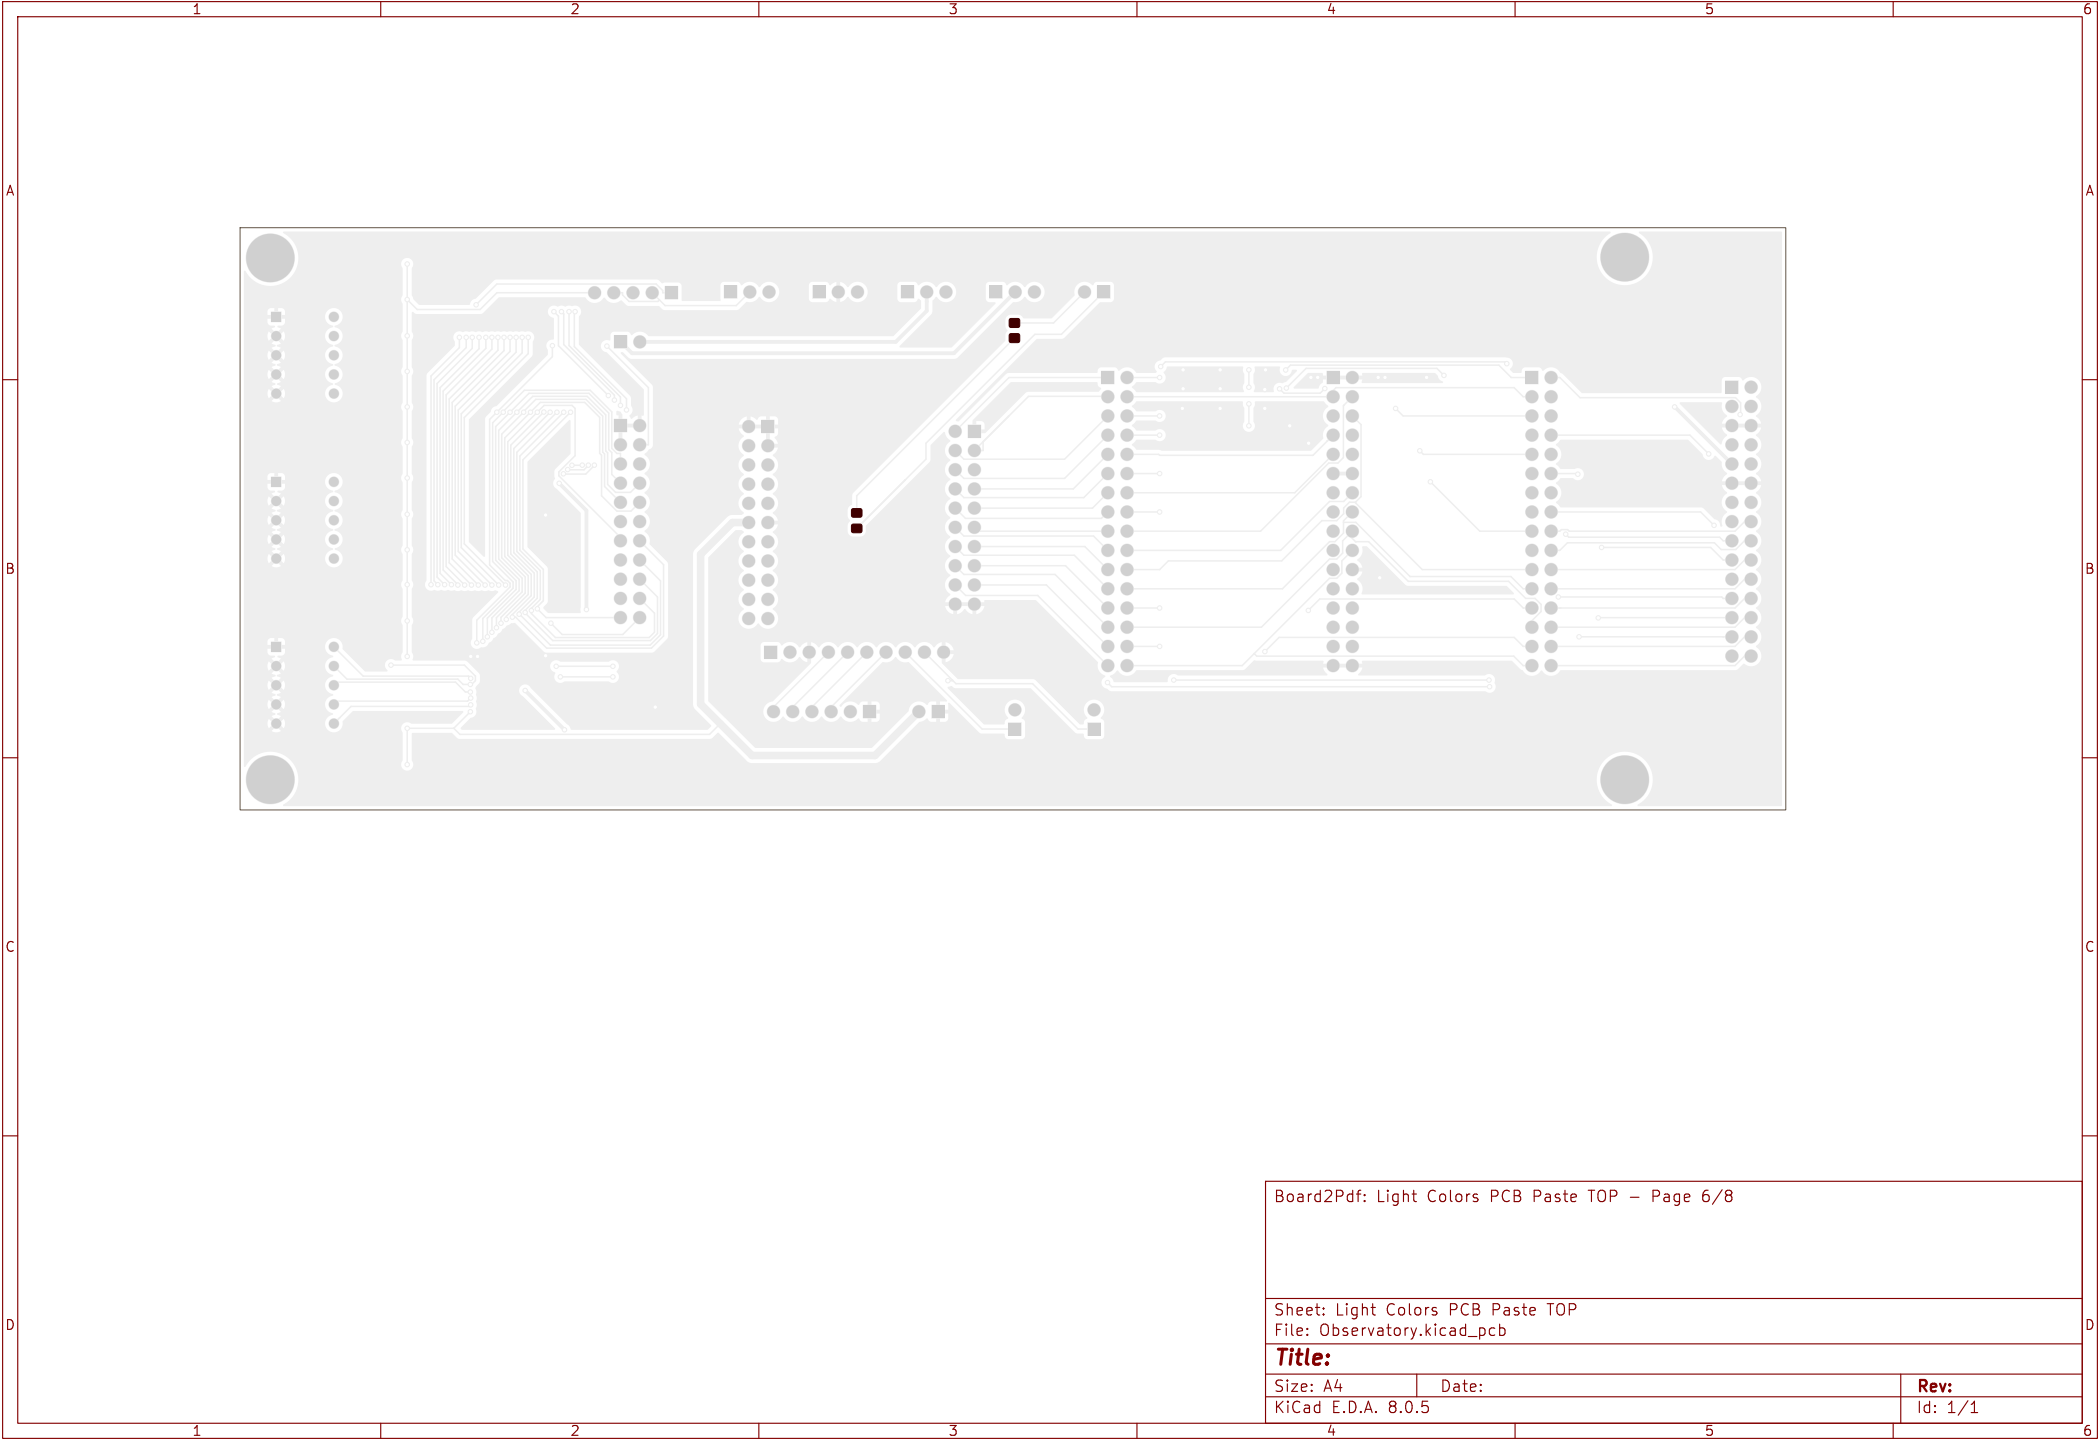 1 2 3 4 5 6
A A
B B
C C
Board2Pdf: Light Colors PCB Paste TOP - Page 6/8
Sheet: Light Colors PCB Paste TOP
D D
File: Observatory.kicad_pcb
Title:
Size: A4 Date: Rev:
KiCad E.D.A. 8.0.5 Id: 1/1
1 2 3 4 5 6